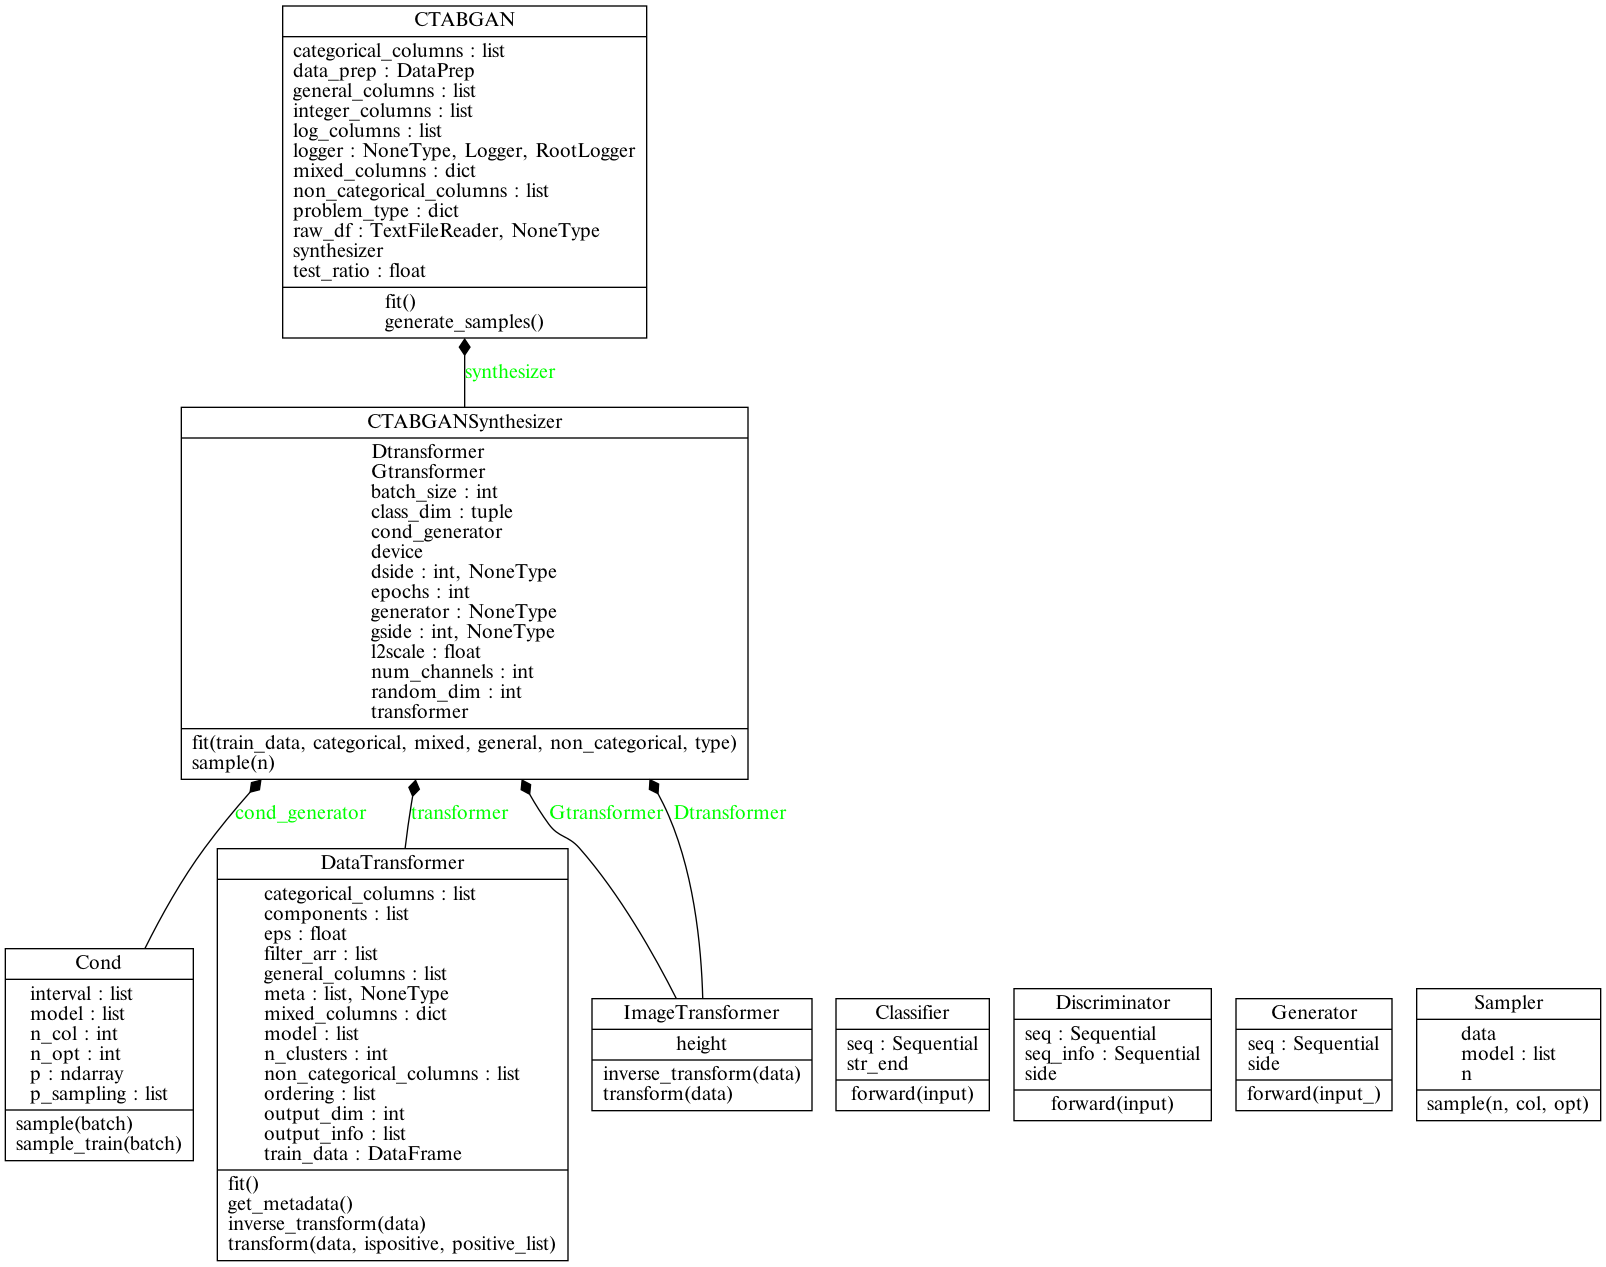 CTABGAN
categorical_columns : list
data_prep : DataPrep
general_columns : list
integer_columns : list
log_columns : list
logger : NoneType, Logger, RootLogger
mixed_columns : dict
non_categorical_columns : list
problem_type : dict
raw_df : TextFileReader, NoneType
synthesizer
test_ratio : float
fit()
generate_samples()
synthesizer
CTABGANSynthesizer
Dtransformer
Gtransformer
batch_size : int
class_dim : tuple
cond_generator
device
dside : int, NoneType
epochs : int
generator : NoneType
gside : int, NoneType
l2scale : float
num_channels : int
random_dim : int
transformer
fit(train_data, categorical, mixed, general, non_categorical, type)
sample(n)
cond_generator
transformer
Gtransformer
Dtransformer
Cond
interval : list
model : list
n_col : int
n_opt : int
p : ndarray
p_sampling : list
sample(batch)
sample_train(batch)
DataTransformer
categorical_columns : list
components : list
eps : float
filter_arr : list
general_columns : list
meta : list, NoneType
mixed_columns : dict
model : list
n_clusters : int
non_categorical_columns : list
ordering : list
output_dim : int
output_info : list
train_data : DataFrame
fit()
get_metadata()
inverse_transform(data)
transform(data, ispositive, positive_list)
ImageTransformer
height
inverse_transform(data)
transform(data)
Classifier
seq : Sequential
str_end
forward(input)
Discriminator
seq : Sequential
seq_info : Sequential
side
forward(input)
Generator
seq : Sequential
side
forward(input_)
Sampler
data
model : list
n
sample(n, col, opt)